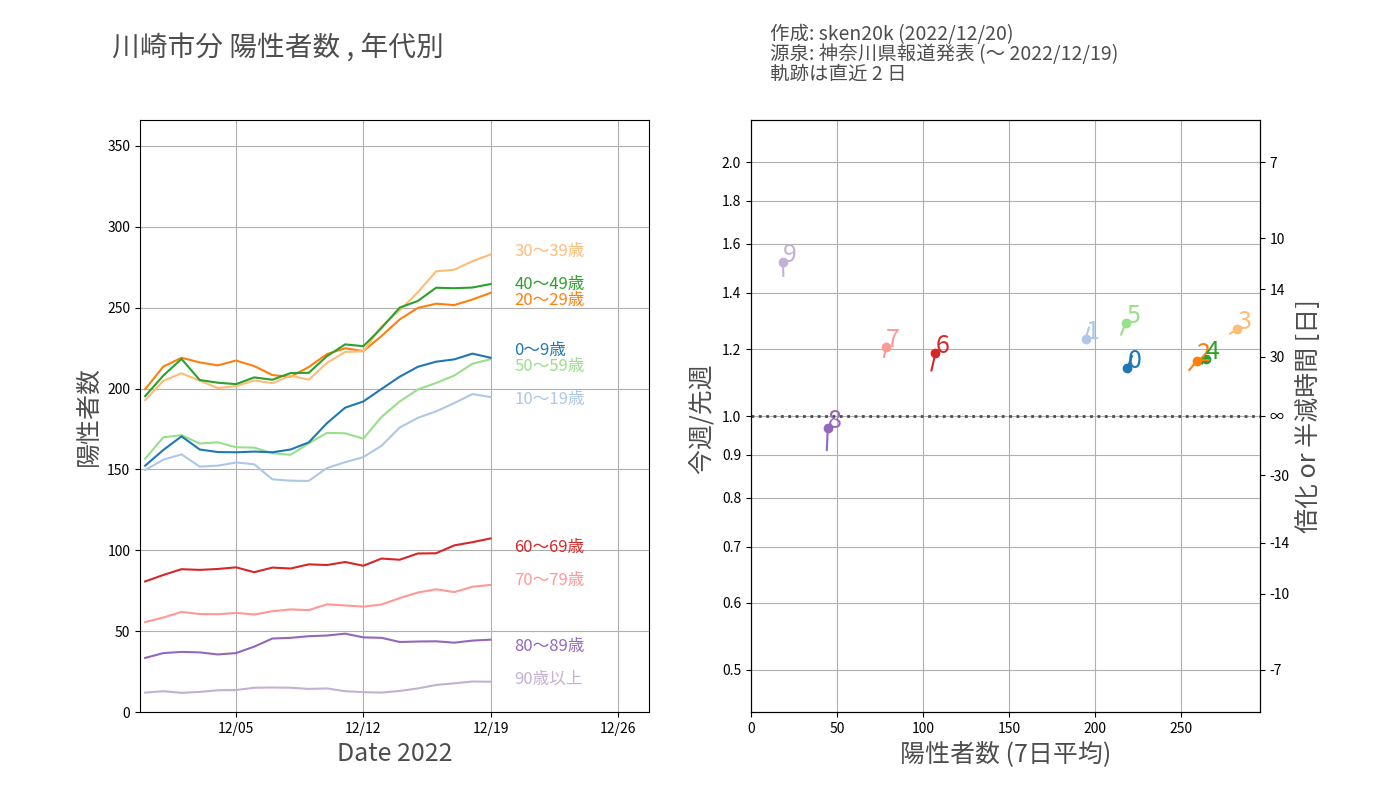 川崎市分 陽性者数 , 年代別
作成: sken20k (2022/12/20)
源泉: 神奈川県報道発表 (〜 2022/12/19)
軌跡は直近 2 日
陽性者数
350
300
250
200
150
100
50
0
30〜39歳
40〜49歳
20〜29歳
0〜9歳
50〜59歳
10〜19歳
60〜69歳
70〜79歳
80〜89歳
90歳以上
12/05
12/12
12/19
12/26
Date 2022
今週/先週
2.0
1.8
1.6
1.4
1.2
1.0
0.9
0.8
0.7
0.6
0.5
9
5
3
1
7
6
2
4
0
8
7
10
14
30
∞
-30
-14
-10
-7
倍化 or 半減時間 [日]
0
50
100
150
200
250
陽性者数 (7日平均)